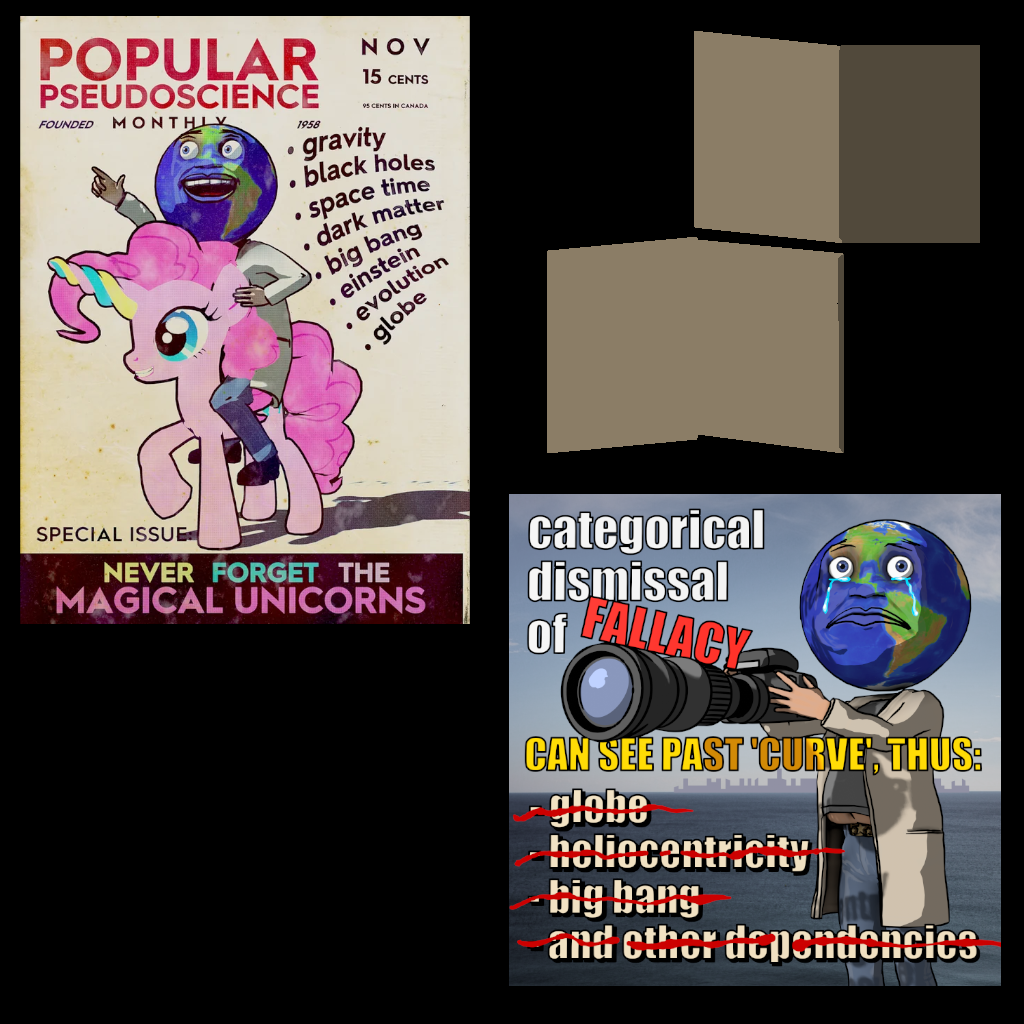 POPULAR
PSEUDOSCIENCE
FOUNDED MONTHLY 1958
NOV
15 CENTS
95 CENTS IN CANADA
• gravity
• black holes
• space time
• dark matter
• big bang
• einstein
• evolution
• globe
SPECIAL ISSUE:
NEVER FORGET THE
MAGICAL UNICORNS
categorical
dismissal
of FALLACY
CAN SEE PAST 'CURVE', THUS:
- globe
- heliocentricity
- big bang
- and other dependencies